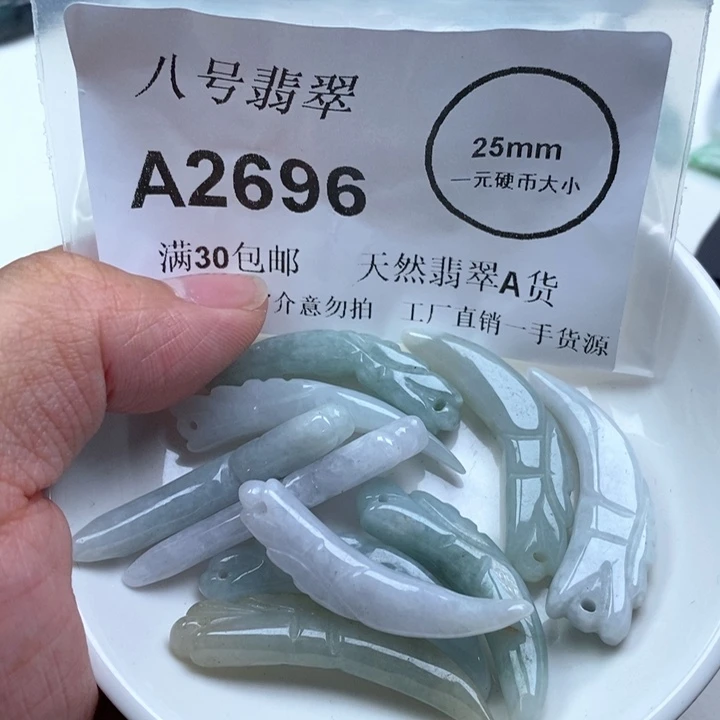 八号翡翠
25mm
一元硬币大小
A2696
满30包邮 天然翡翠A货
介意勿拍 工厂直销一手货源